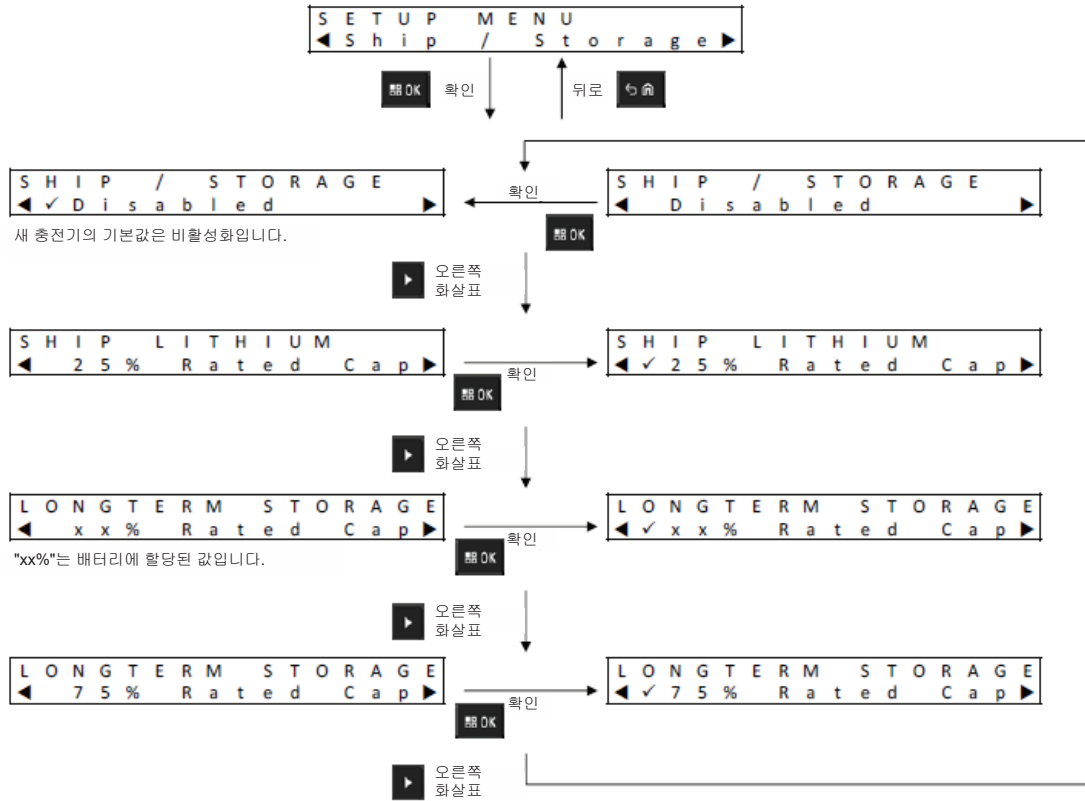 SETUP MENU
◀Ship / Storage▶
OK 확인
뒤로
SHIP / STORAGE
◀✓Disabled ▶
확인
OK
SHIP / STORAGE
◀ Disabled ▶
새 충전기의 기본값은 비활성화입니다.
오른쪽
화살표
SHIP LITHIUM
◀ 25% Rated Cap▶
확인
OK
SHIP LITHIUM
◀✓25% Rated Cap▶
오른쪽
화살표
LONGTERM STORAGE
◀ xx% Rated Cap▶
확인
OK
LONGTERM STORAGE
◀✓xx% Rated Cap▶
"xx%"는 배터리에 할당된 값입니다.
오른쪽
화살표
LONGTERM STORAGE
◀ 75% Rated Cap▶
확인
OK
LONGTERM STORAGE
◀✓75% Rated Cap▶
오른쪽
화살표